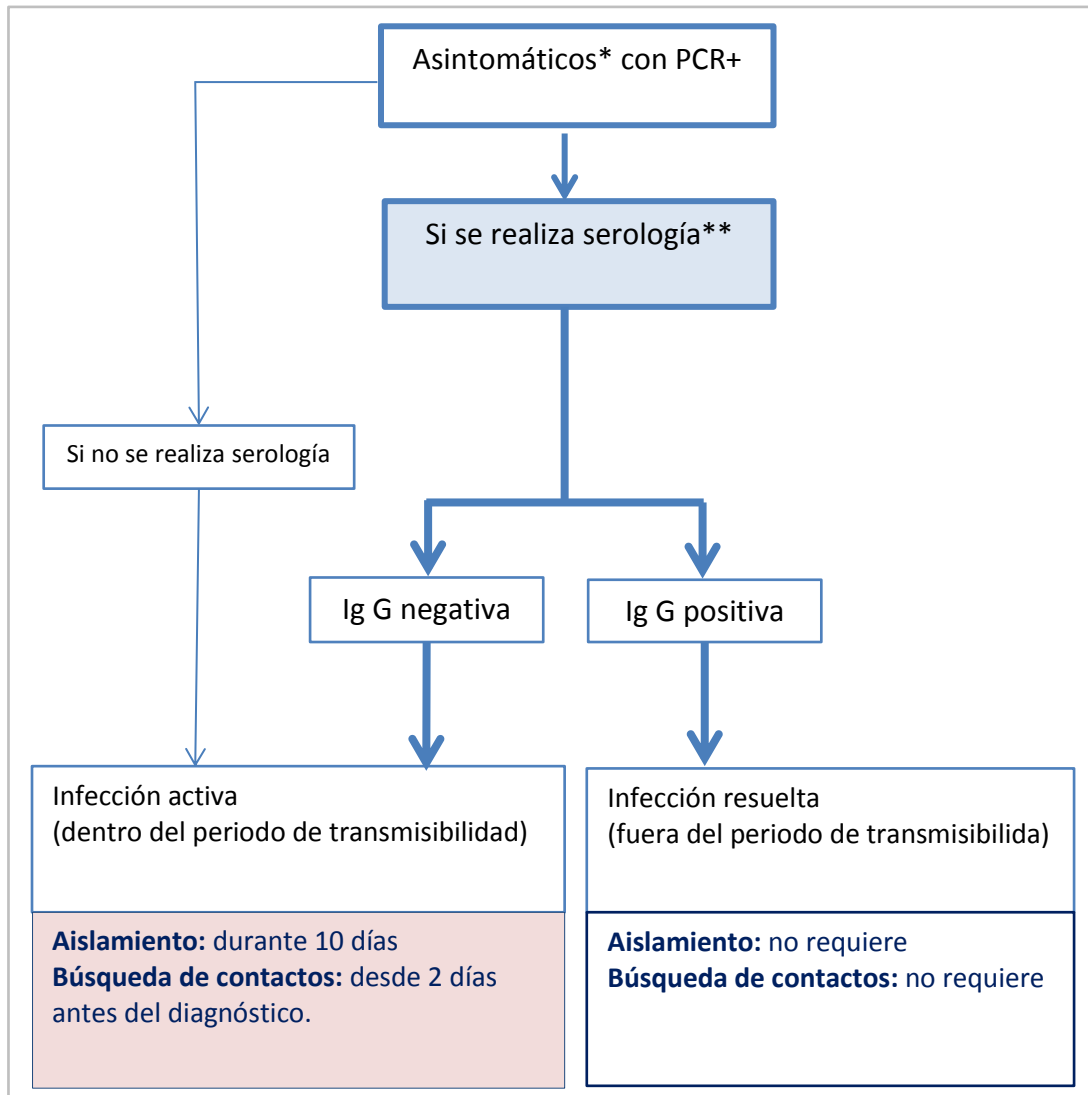 Asintomáticos* con PCR+
Si se realiza serología**
Si no se realiza serología
Ig G negativa
Ig G positiva
Infección activa
(dentro del periodo de transmisibilidad)
Aislamiento: durante 10 días
Búsqueda de contactos: desde 2 días
antes del diagnóstico.
Infección resuelta
(fuera del periodo de transmisibilida)
Aislamiento: no requiere
Búsqueda de contactos: no requiere